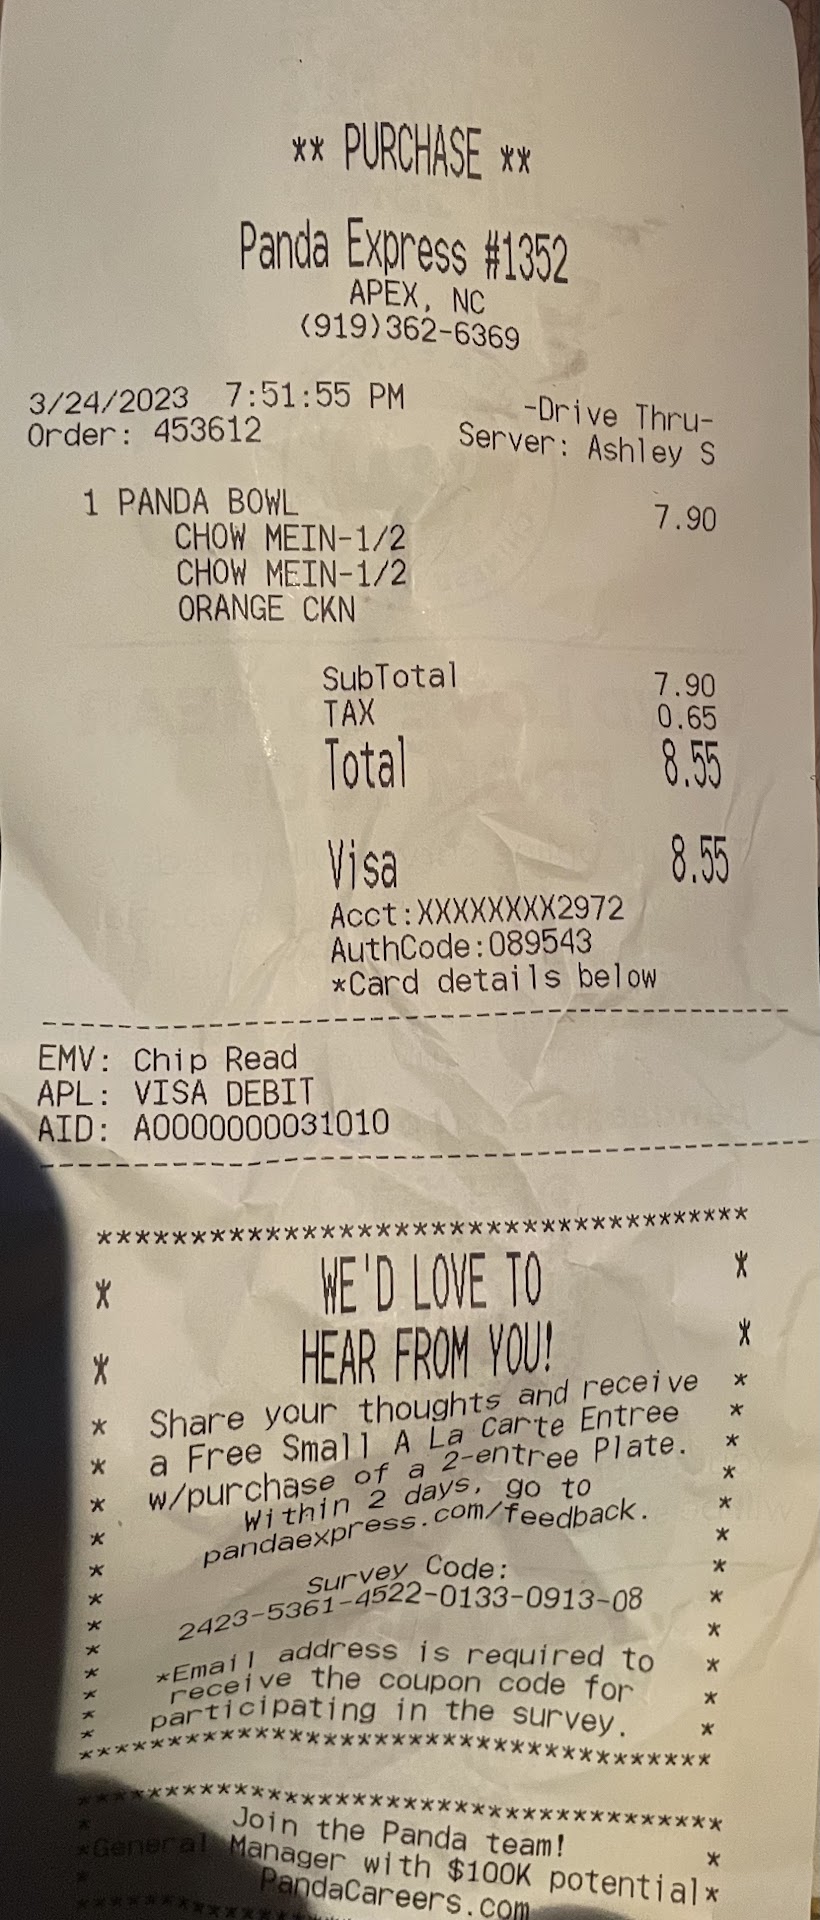 ** PURCHASE **
Panda Express #1352
APEX, NC
(919)362-6369
3/24/2023 7:51:55 PM -Drive Thru-
Order: 453612 Server: Ashley S
1 PANDA BOWL 7.90
CHOW MEIN-1/2
CHOW MEIN-1/2
ORANGE CKN
SubTotal 7.90
TAX 0.65
Total 8.55
Visa 8.55
Acct:XXXXXXXX2972
AuthCode:089543
*Card details below
----------------------------------------
EMV: Chip Read
APL: VISA DEBIT
AID: A0000000031010
----------------------------------------
***********************************
* WE'D LOVE TO *
* HEAR FROM YOU! *
* Share your thoughts and receive *
* a Free Small A La Carte Entree *
* w/purchase of a 2-entree Plate. *
* Within 2 days, go to *
* pandaexpress.com/feedback. *
* Survey Code: *
* 2423-5361-4522-0133-0913-08 *
* *Email address is required to *
* receive the coupon code for *
* participating in the survey. *
***********************************
***********************************
* Join the Panda team! *
*General Manager with $100K potential*
* PandaCareers.com